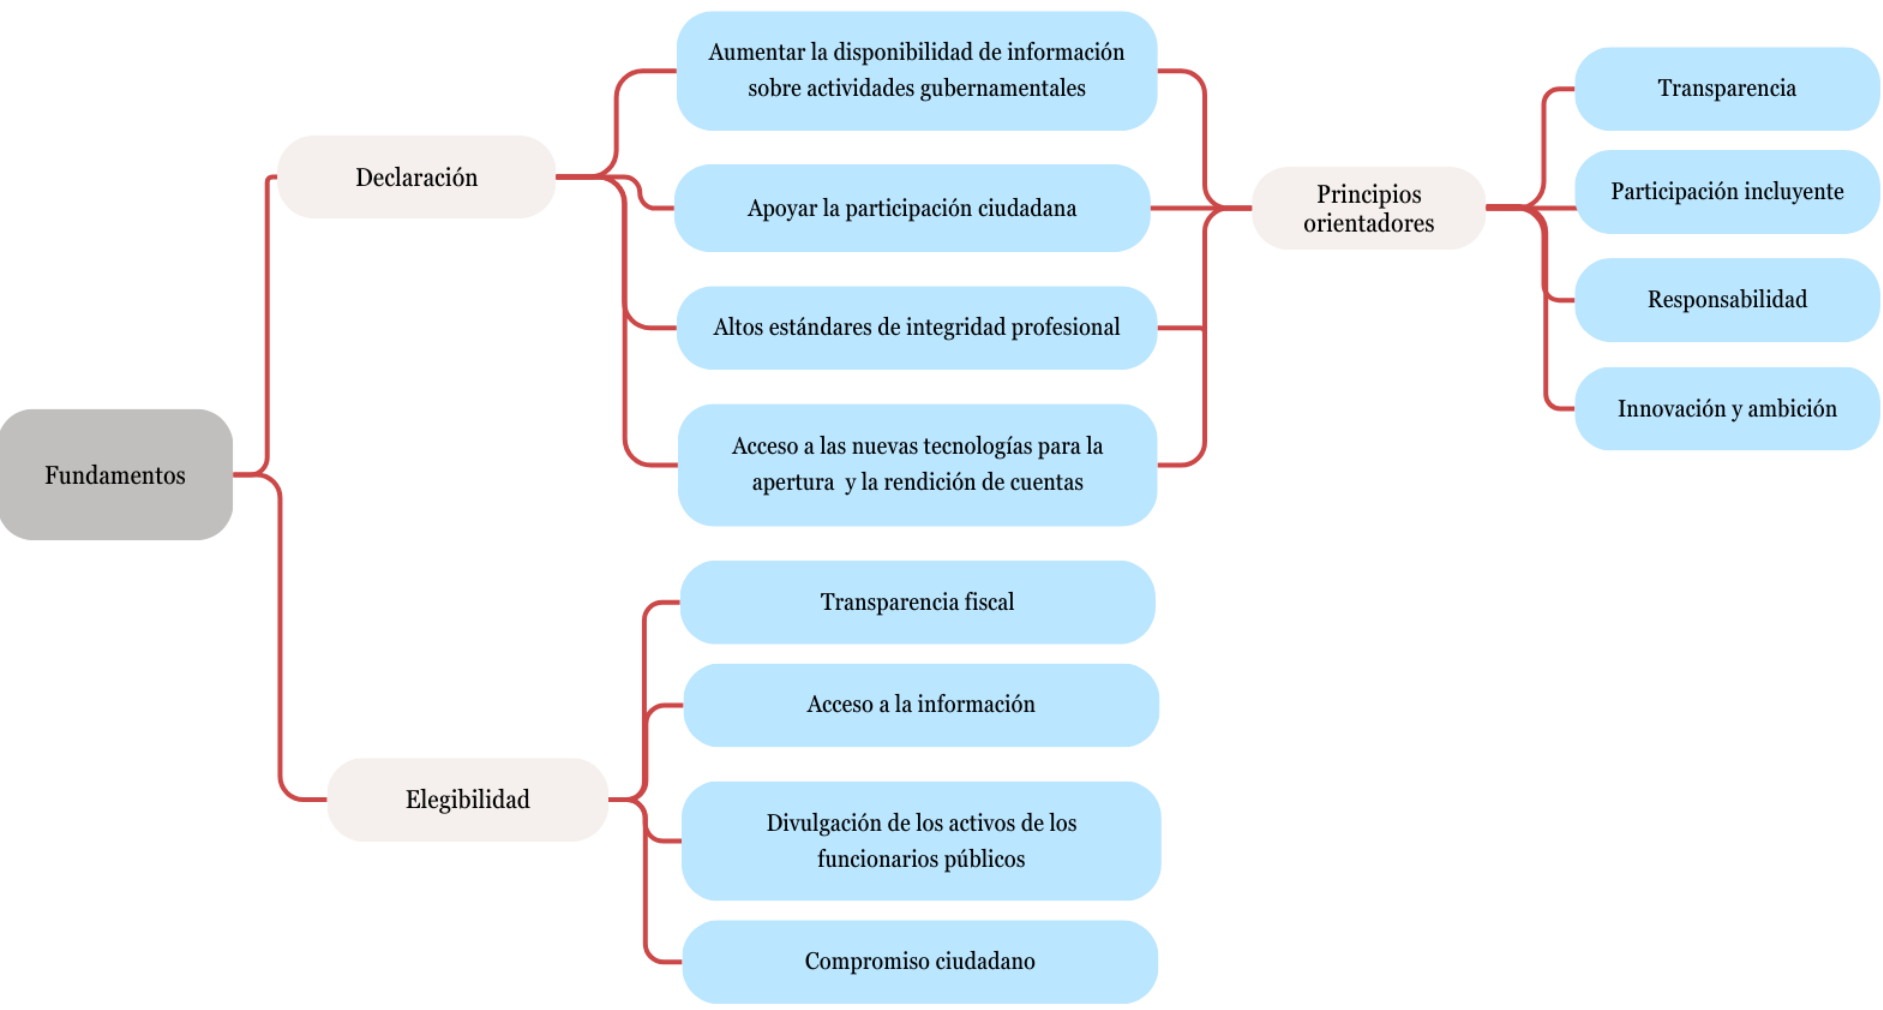 Fundamentos
Declaración
Aumentar la disponibilidad de información
sobre actividades gubernamentales
Apoyar la participación ciudadana
Altos estándares de integridad profesional
Acceso a las nuevas tecnologías para la
apertura  y la rendición de cuentas
Principios
orientadores
Transparencia
Participación incluyente
Responsabilidad
Innovación y ambición
Elegibilidad
Transparencia fiscal
Acceso a la información
Divulgación de los activos de los
funcionarios públicos
Compromiso ciudadano